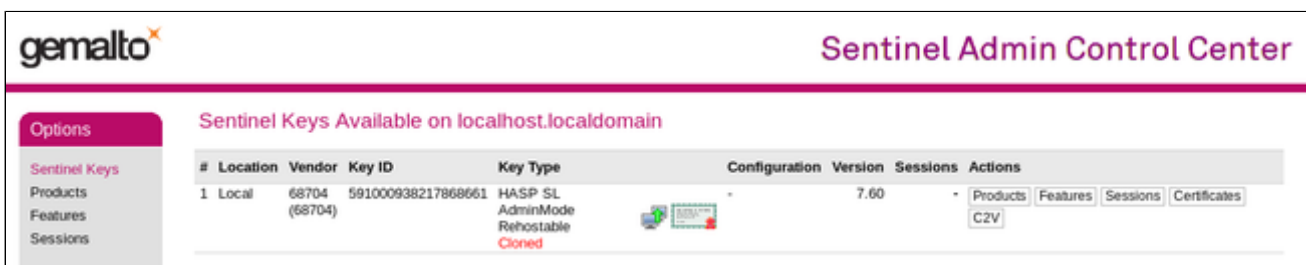 gemalto
Sentinel Admin Control Center
Options
Sentinel Keys
Products
Features
Sessions
Sentinel Keys Available on localhost.localdomain
# Location Vendor Key ID Key Type Configuration Version Sessions Actions
1 Local 68704 591000938217868661 HASP SL - 7.60 - Products Features Sessions Certificates
(68704) AdminMode C2V
Rehostable
Cloned